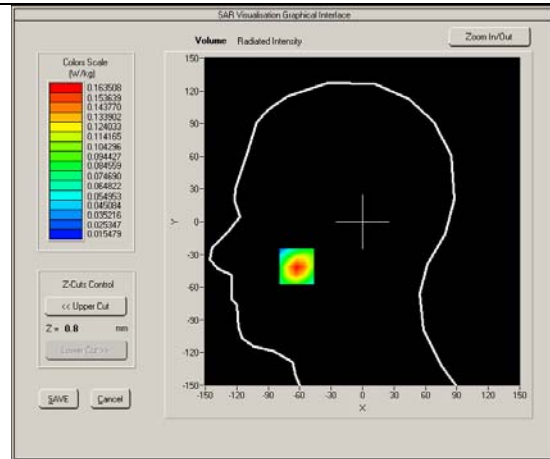 SAR Visualisation Graphical Interface
Volume Radiated Intensity
Zoom In/Out
Colors Scale
(W/kg)
0.163508
0.153639
0.143770
0.133902
0.124033
0.114165
0.104296
0.094427
0.084559
0.074690
0.064822
0.054953
0.045084
0.035216
0.025347
0.015479
Z-Cuts Control
<< Upper Cut
Z = 0.8 mm
Lower Cut >>
SAVE Cancel
150
120
90
60
30
0
-30
-60
-90
-120
-150
Y
-150 -120 -90 -60 -30 0 30 60 90 120 150
X